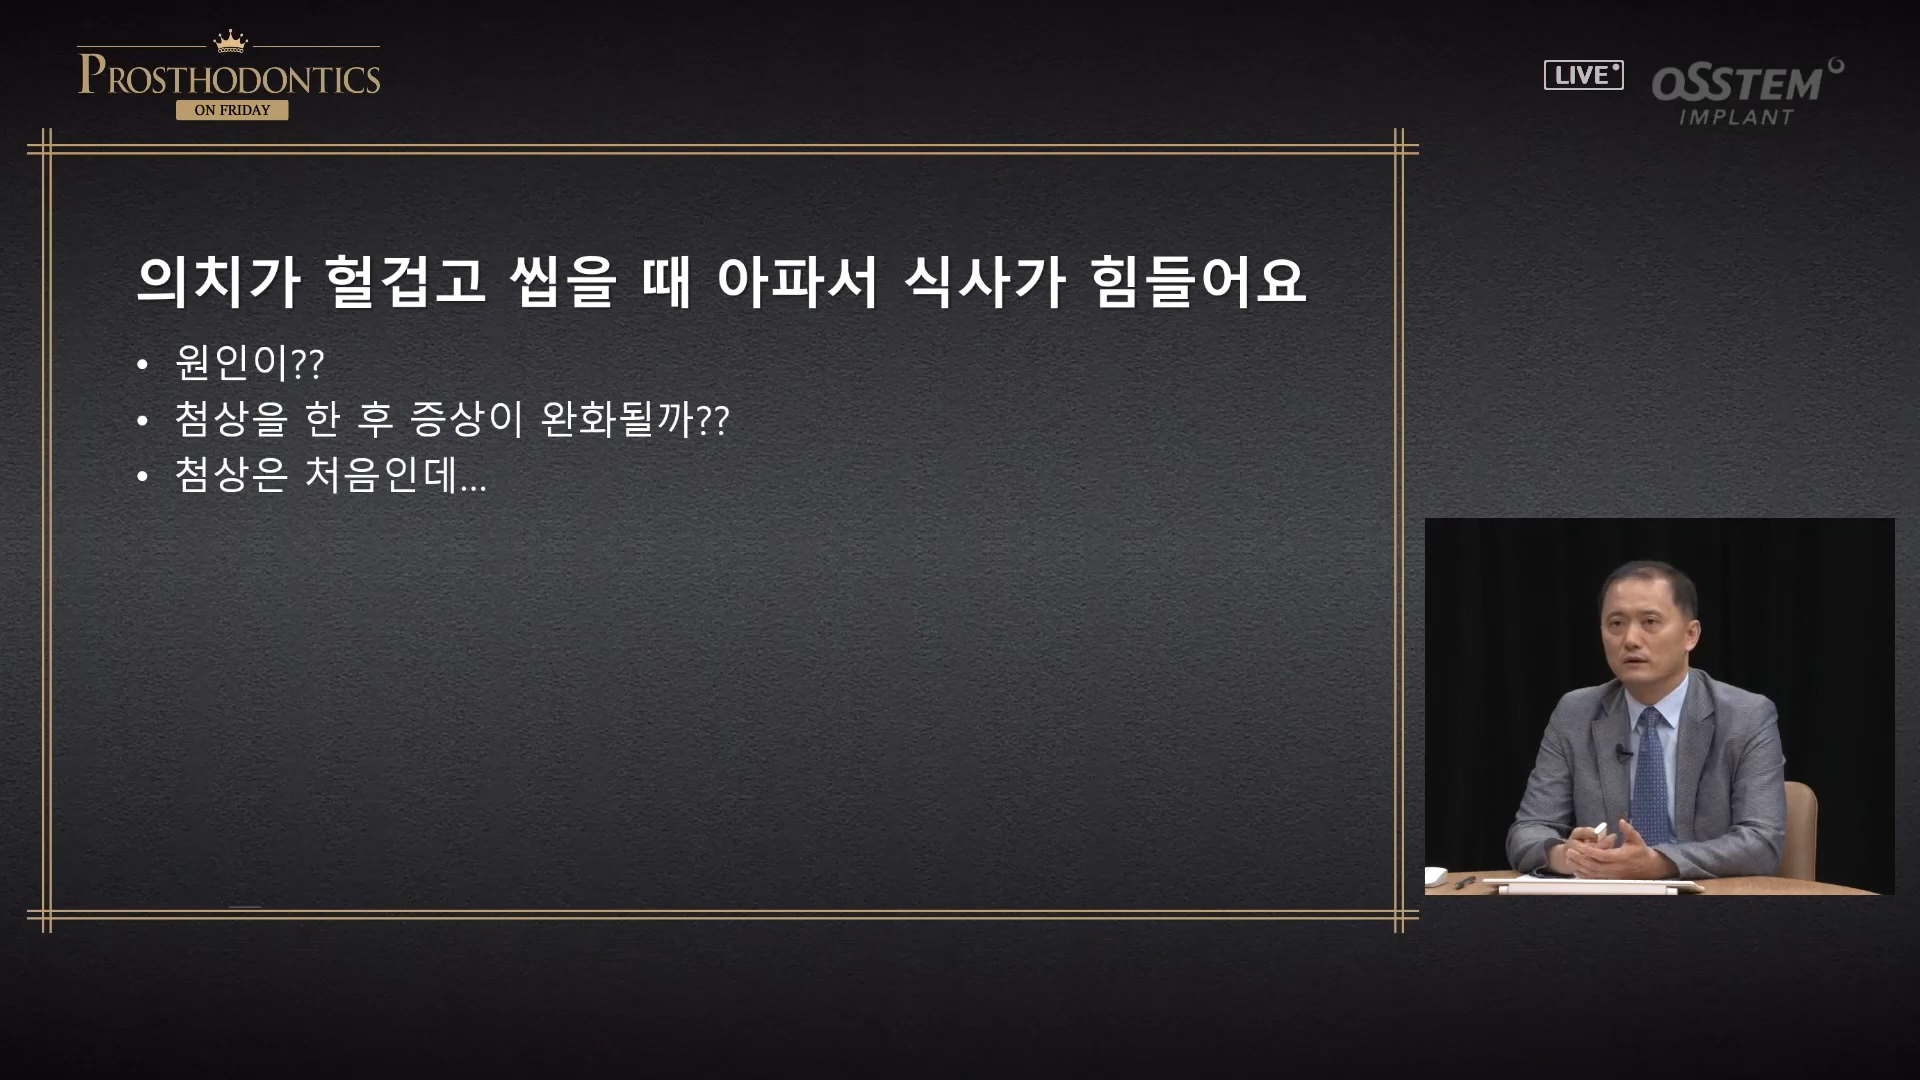 PROSTHODONTICS
ON FRIDAY
LIVE
OSSTEM
IMPLANT
의치가 헐겁고 씹을 때 아파서 식사가 힘들어요
• 원인이??
• 첨상을 한 후 증상이 완화될까??
• 첨상은 처음인데...